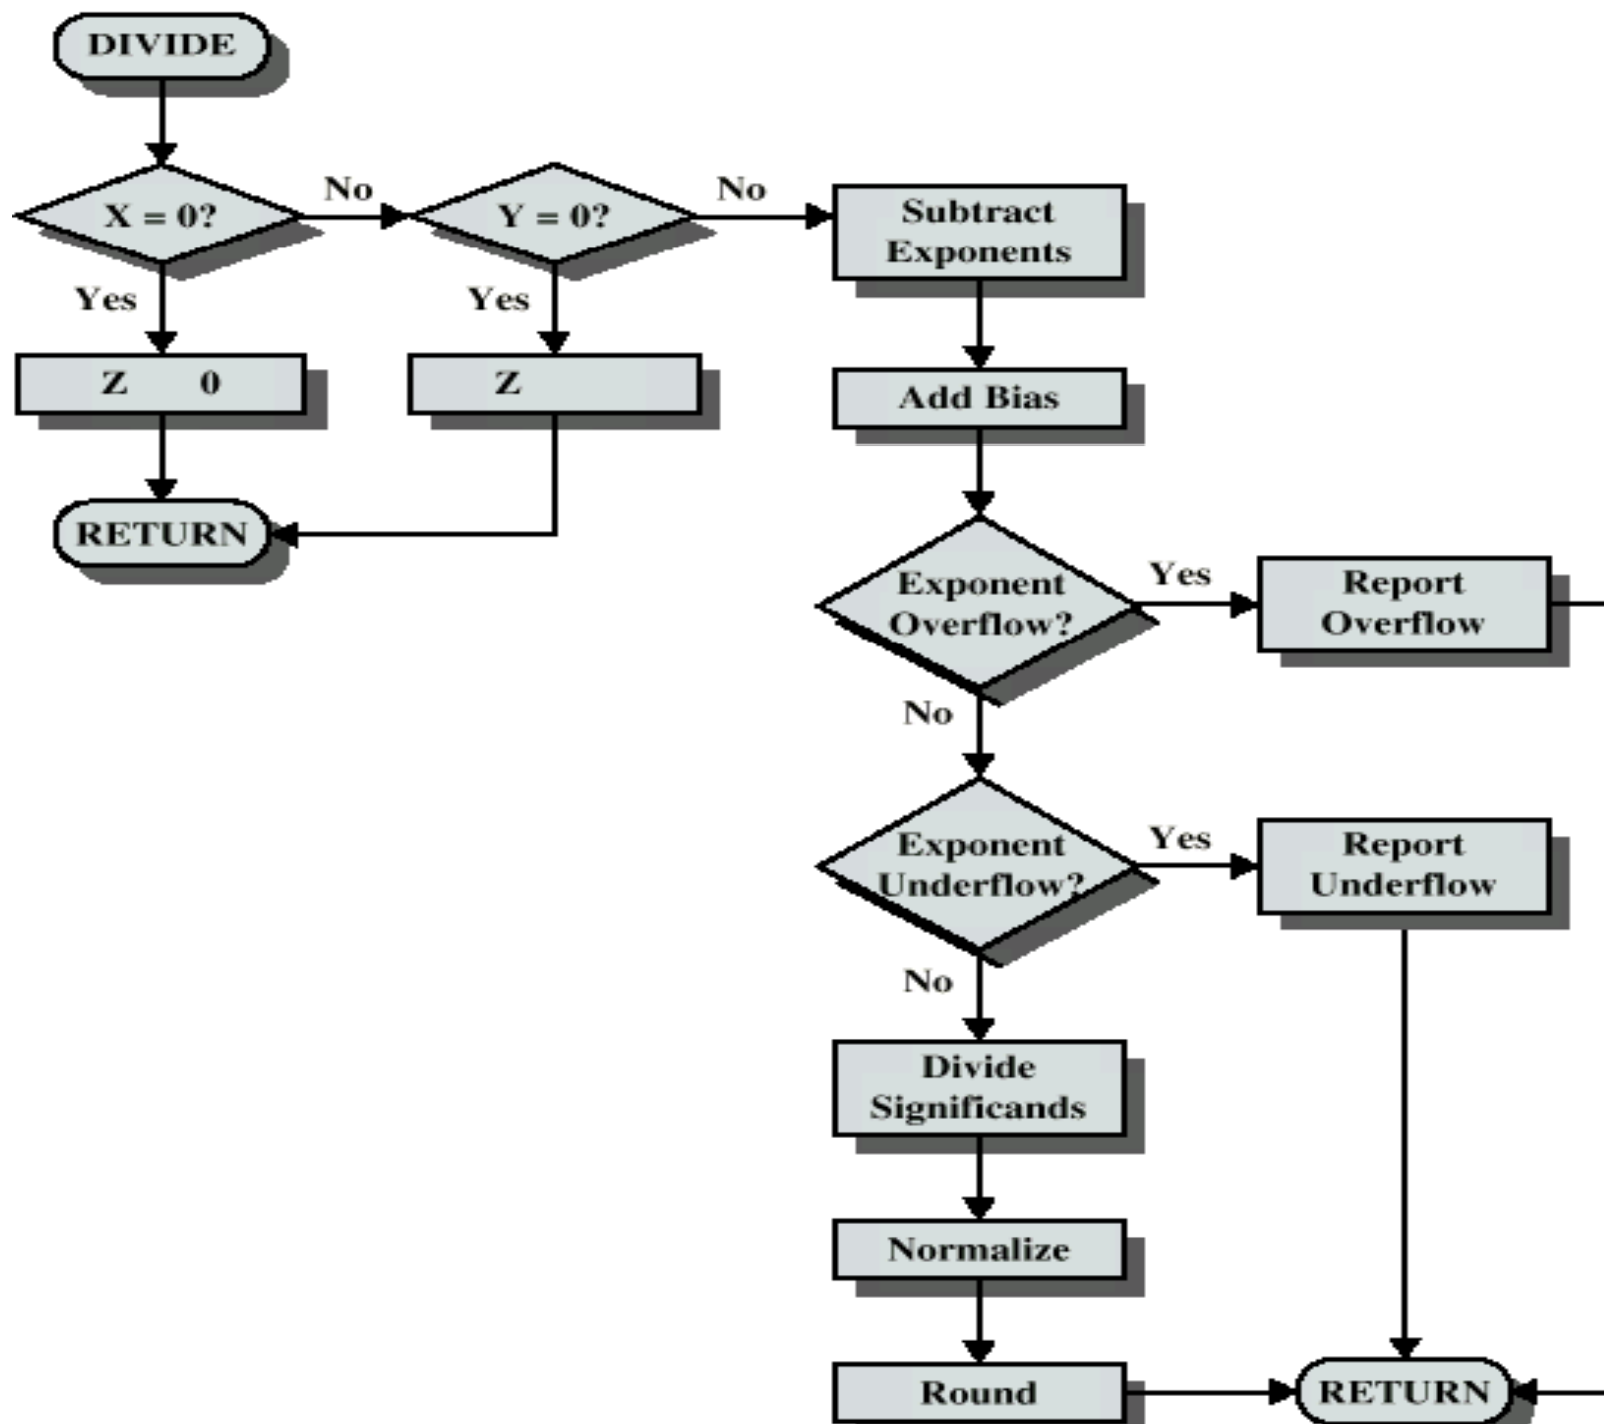 DIVIDE
X = 0?
No
Y = 0?
No
Subtract
Exponents
Yes
Yes
Z 0
Z
Add Bias
RETURN
Exponent
Overflow?
Yes
Report
Overflow
No
Exponent
Underflow?
Yes
Report
Underflow
No
Divide
Significands
Normalize
Round
RETURN